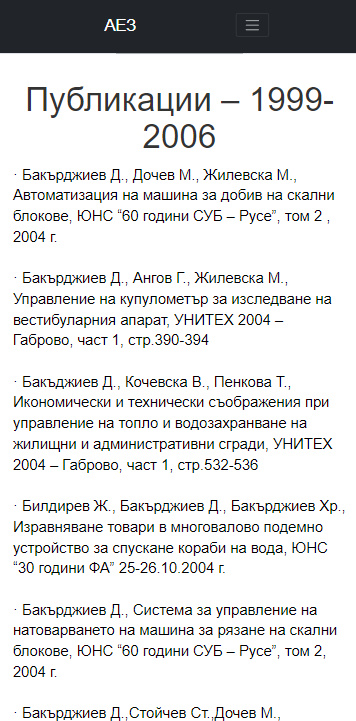 АЕЗ
Публикации – 1999-
2006
· Бакърджиев Д., Дочев М., Жилевска М.,
Автоматизация на машина за добив на скални
блокове, ЮНС “60 години СУБ – Русе”, том 2 ,
2004 г.
· Бакърджиев Д., Ангов Г., Жилевска М.,
Управление на купулометър за изследване на
вестибуларния апарат, УНИТЕХ 2004 –
Габрово, част 1, стр.390-394
· Бакъджиев Д., Кочевска В., Пенкова Т.,
Икономически и технически съображения при
управление на топло и водозахранване на
жилищни и административни сгради, УНИТЕХ
2004 – Габрово, част 1, стр.532-536
· Билдирев Ж., Бакърджиев Д., Бакърджиев Хр.,
Изравняване товари в многовалово подемно
устройство за спускане кораби на вода, ЮНС
“30 години ФА” 25-26.10.2004 г.
· Бакърджиев Д., Система за управление на
натоварването на машина за рязане на скални
блокове, ЮНС “60 години СУБ – Русе”, том 2,
2004 г.
· Бакърджиев Д.,Стойчев Ст.,Дочев М.,